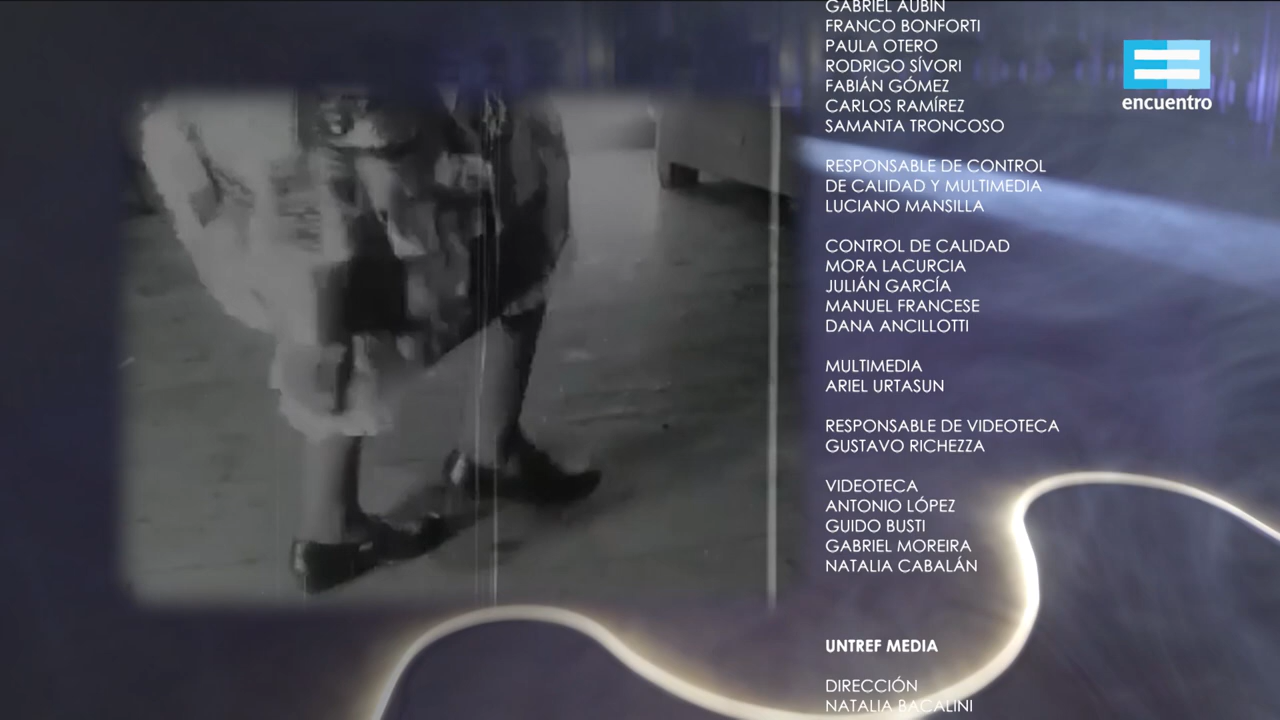 GABRIEL AUBIN
FRANCO BONFORTI
PAULA OTERO
RODRIGO SÍVORI
FABIÁN GÓMEZ
CARLOS RAMÍREZ
SAMANTA TRONCOSO
RESPONSABLE DE CONTROL
DE CALIDAD Y MULTIMEDIA
LUCIANO MANSILLA
CONTROL DE CALIDAD
MORA LACURCIA
JULIÁN GARCÍA
MANUEL FRANCESE
DANA ANCILLOTTI
MULTIMEDIA
ARIEL URTASUN
RESPONSABLE DE VIDEOTECA
GUSTAVO RICHEZZA
VIDEOTECA
ANTONIO LÓPEZ
GUIDO BUSTI
GABRIEL MOREIRA
NATALIA CABALÁN
UNTREF MEDIA
DIRECCIÓN
NATALIA BACALINI
encuentro